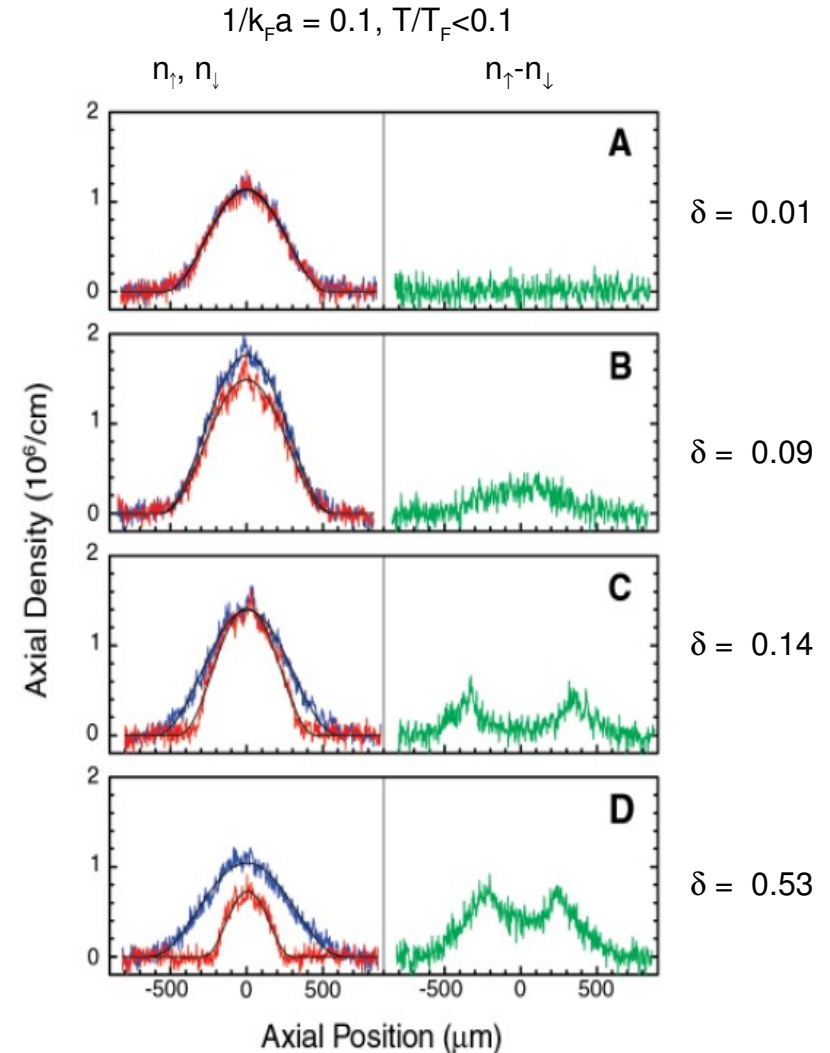 1/k_Fa = 0.1, T/T_F<0.1
n↑, n↓ n↑-n↓
2
1
0
A
δ = 0.01
2
1
0
B
δ = 0.09
2
1
0
C
δ = 0.14
2
1
0
D
δ = 0.53
-500 0 500 -500 0 500
Axial Position (μm)
Axial Density (10⁶/cm)